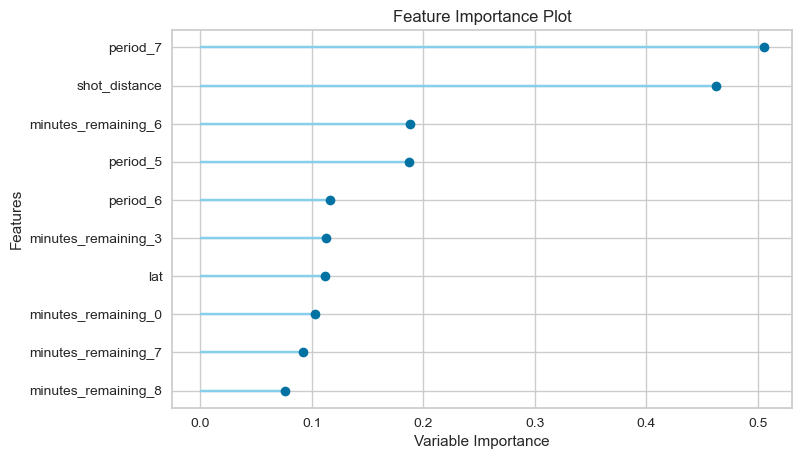 Feature Importance Plot
period_7
shot_distance
minutes_remaining_6
period_5
period_6
minutes_remaining_3
lat
minutes_remaining_0
minutes_remaining_7
minutes_remaining_8
Features
0.0 0.1 0.2 0.3 0.4 0.5
Variable Importance